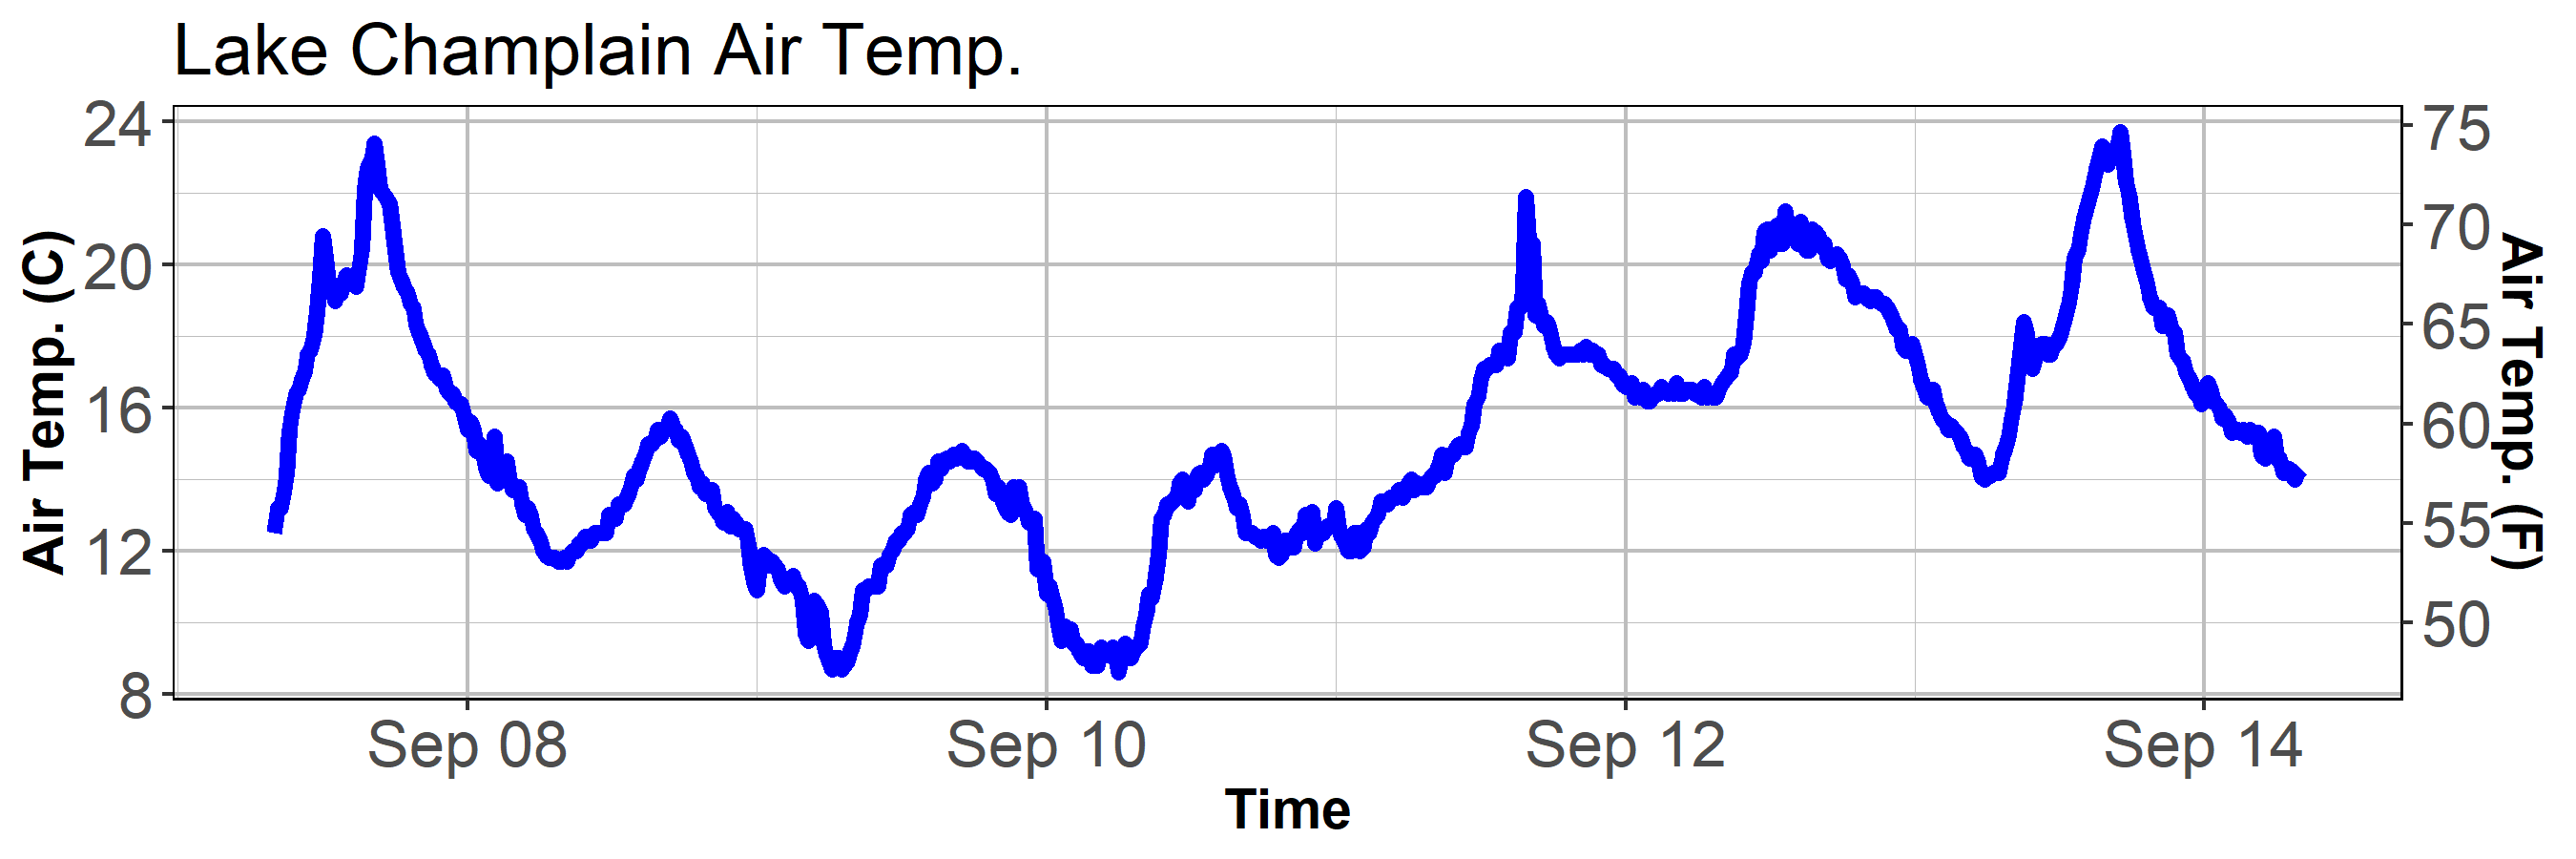 Lake Champlain Air Temp.
Air Temp. (C)
24
20
16
12
8
75
70
65
60
55
50
Air Temp. (F)
Sep 08 Sep 10 Sep 12 Sep 14
Time